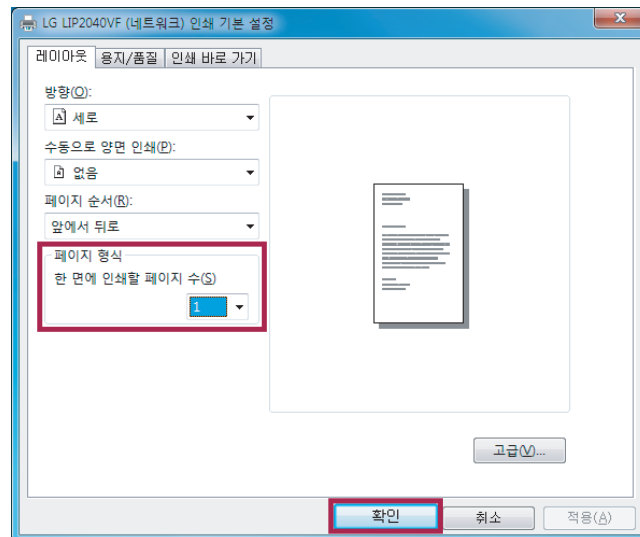 LG LIP2040VF (네트워크) 인쇄 기본 설정
레이아웃 용지/품질 인쇄 바로 가기
방향(O):
A 세로
수동으로 양면 인쇄(P):
없음
페이지 순서(R):
앞에서 뒤로
페이지 형식
한 면에 인쇄할 페이지 수(S)
1
고급(V)...
확인 취소 적용(A)